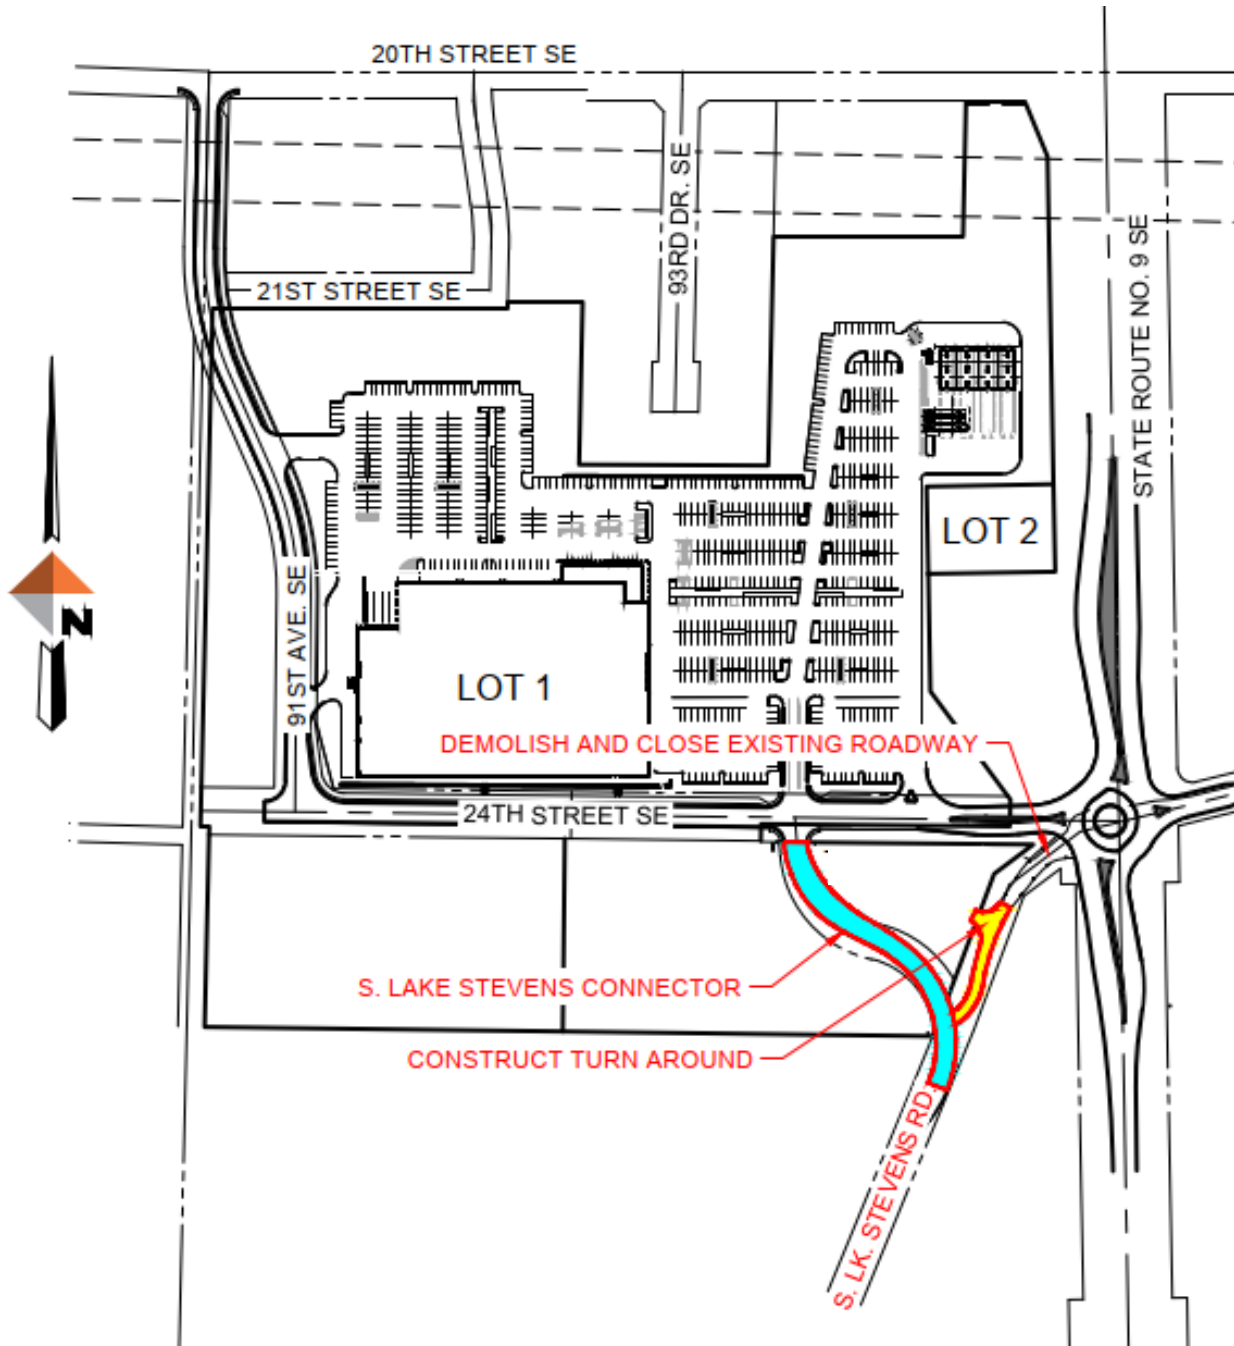 20TH STREET SE
93RD DR. SE
STATE ROUTE NO. 9 SE
21ST STREET SE
LOT 2
N
91ST AVE. SE
LOT 1
DEMOLISH AND CLOSE EXISTING ROADWAY
24TH STREET SE
S. LAKE STEVENS CONNECTOR
CONSTRUCT TURN AROUND
S. LK. STEVENS RD.